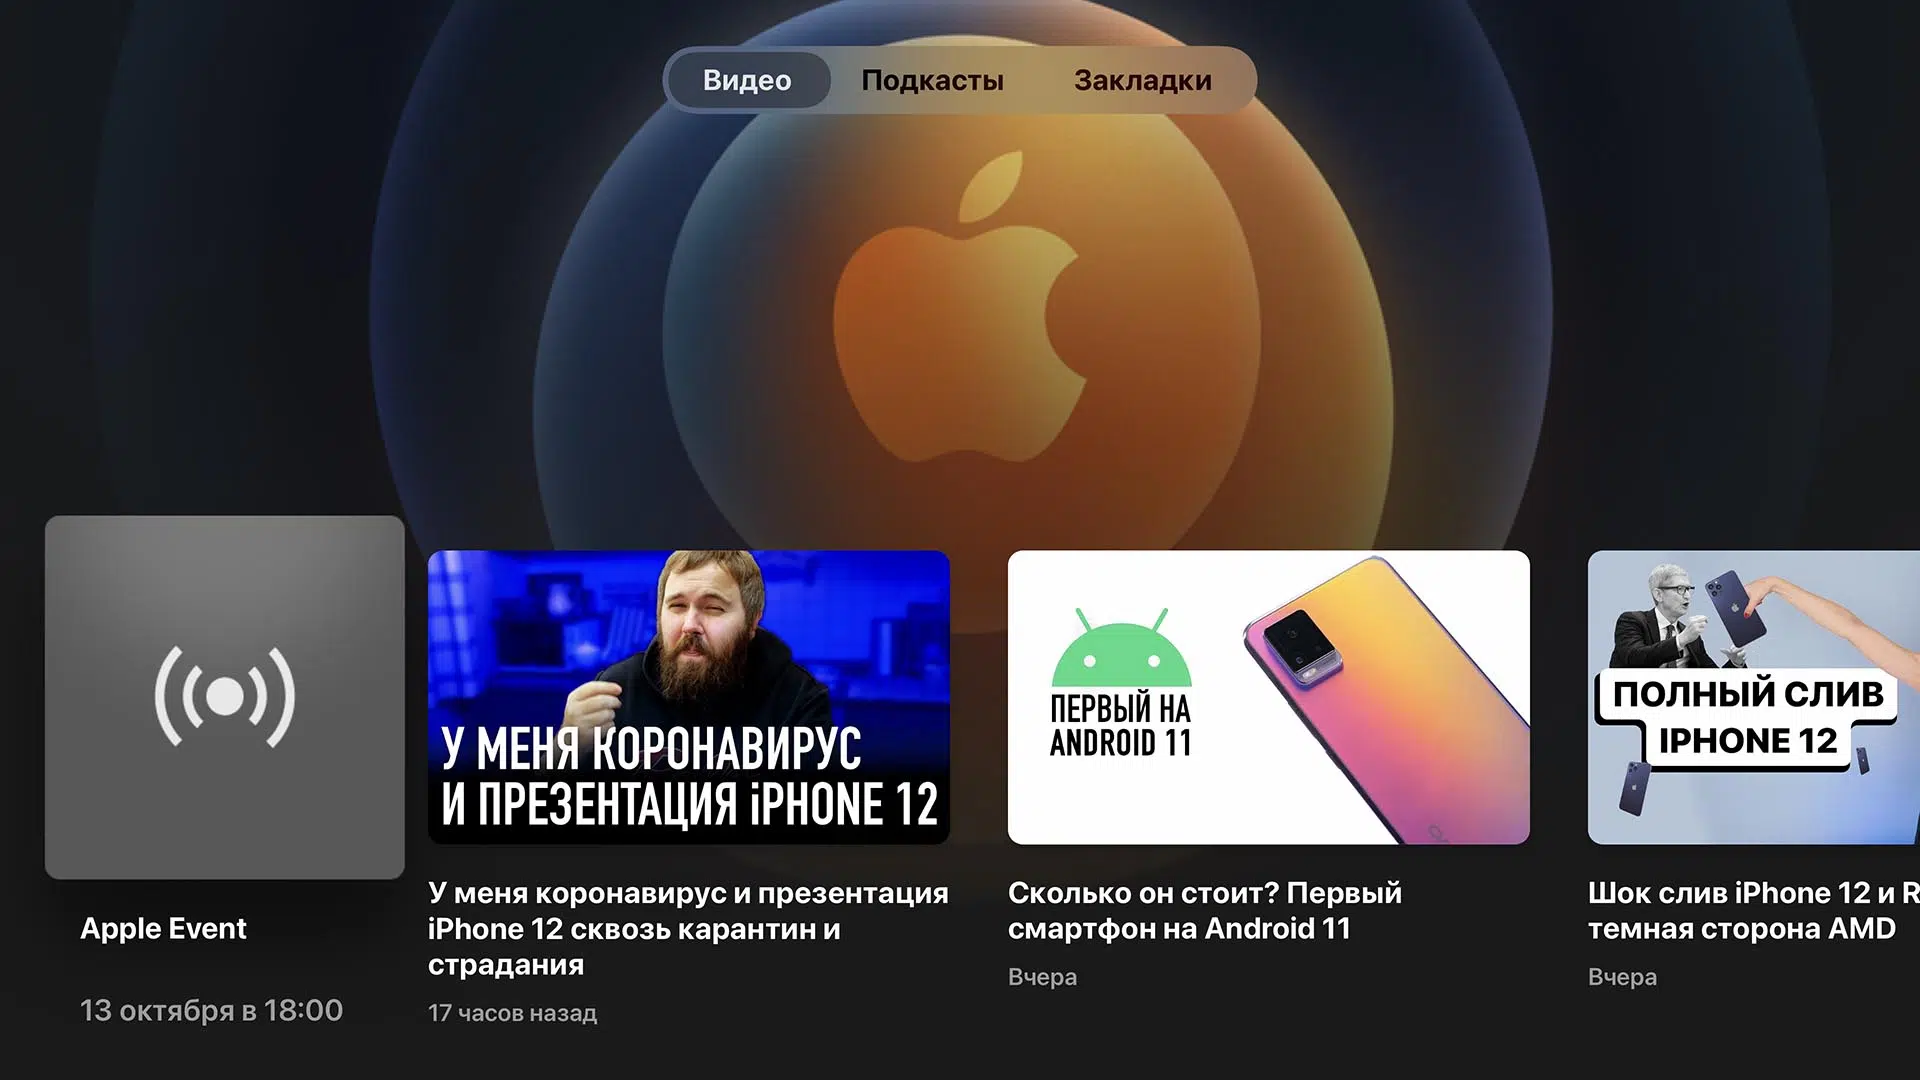 Видео
Подкасты
Закладки
У МЕНЯ КОРОНАВИРУС
И ПРЕЗЕНТАЦИЯ iPHONE 12
ПЕРВЫЙ НА
ANDROID 11
ПОЛНЫЙ СЛИВ
IPHONE 12
Apple Event
13 октября в 18:00
У меня коронавирус и презентация
iPhone 12 сквозь карантин и
страдания
17 часов назад
Сколько он стоит? Первый
смартфон на Android 11
Вчера
Шок слив iPhone 12 и R
темная сторона AMD
Вчера